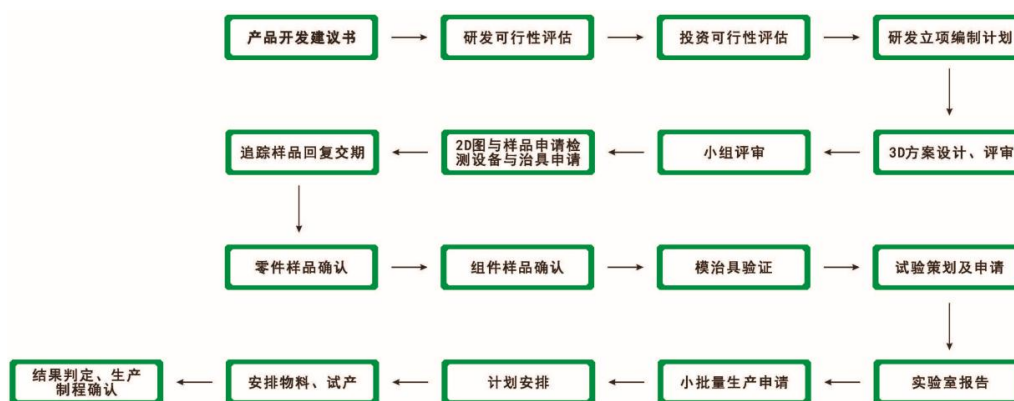 产品开发建议书
研发可行性评估
投资可行性评估
研发立项编制计划
3D方案设计、评审
小组评审
2D图与样品申请检
测设备与治具申请
追踪样品回复交期
零件样品确认
组件样品确认
模治具验证
试验策划及申请
实验室报告
小批量生产申请
计划安排
安排物料、试产
结果判定、生产
制程确认